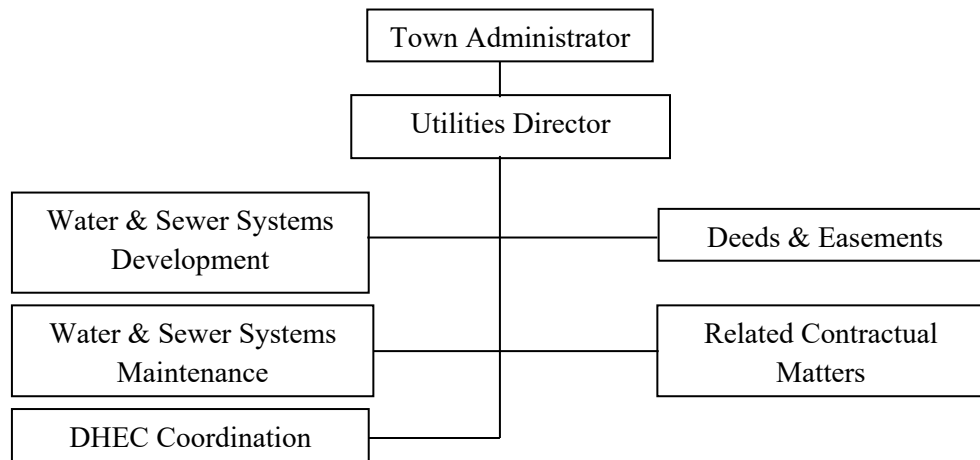 Town Administrator
Utilities Director
Water & Sewer Systems
Development
Deeds & Easements
Water & Sewer Systems
Maintenance
Related Contractual
Matters
DHEC Coordination